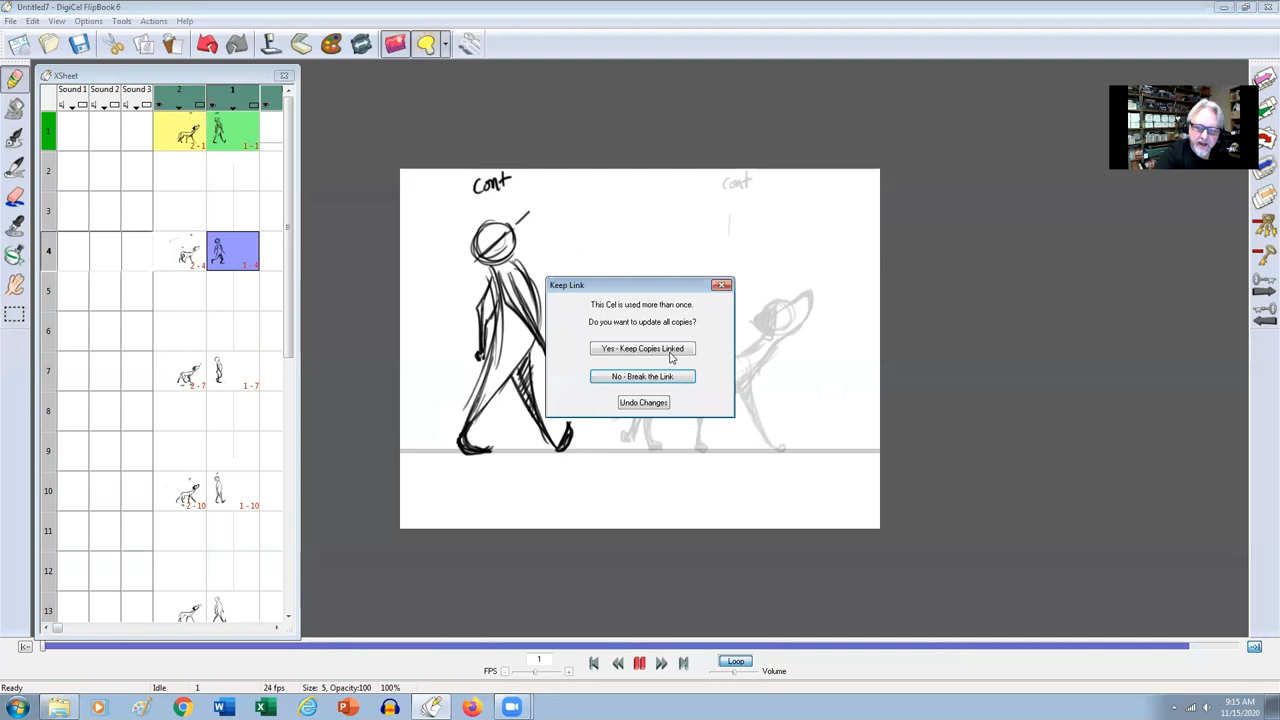 Untitled7 - DigiCel FlipBook 6
File Edit View Options Tools Actions Help
XSheet
Sound 1 Sound 2 Sound 3 2 1
1 2 - 1 1 - 1
2
3
4 2 - 4 1 - 4
5
6
7 2 - 7 1 - 7
8
9
10 2 - 10 1 - 10
11
12
13
cont cont
Keep Link
This Cel is used more than once.
Do you want to update all copies?
Yes - Keep Copies Linked
No - Break the Link
Undo Changes
1
FPS - +
Loop
Volume
Ready Idle 1 24 fps Size: 5, Opacity:100 100%
9:15 AM
11/15/2020